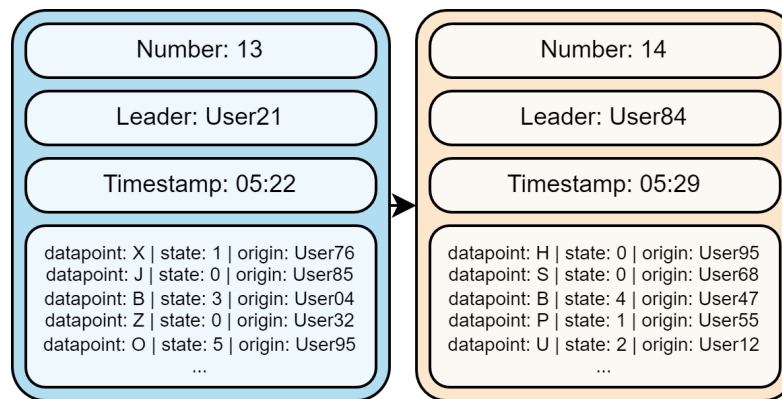 Number: 13
Leader: User21
Timestamp: 05:22
datapoint: X | state: 1 | origin: User76
datapoint: J | state: 0 | origin: User85
datapoint: B | state: 3 | origin: User04
datapoint: Z | state: 0 | origin: User32
datapoint: O | state: 5 | origin: User95
...
Number: 14
Leader: User84
Timestamp: 05:29
datapoint: H | state: 0 | origin: User95
datapoint: S | state: 0 | origin: User68
datapoint: B | state: 4 | origin: User47
datapoint: P | state: 1 | origin: User55
datapoint: U | state: 2 | origin: User12
...